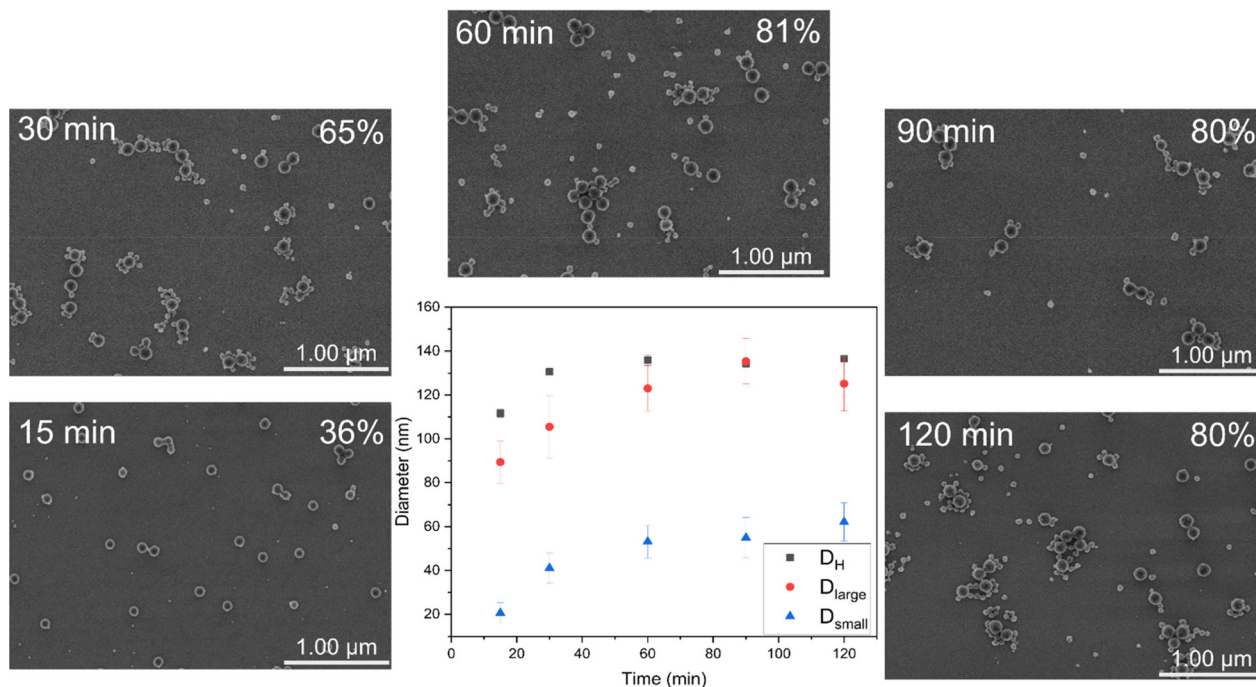 60 min 81%
1.00 µm
30 min 65%
1.00 µm
90 min 80%
1.00 µm
15 min 36%
1.00 µm
120 min 80%
1.00 µm
160
140
120
100
80
60
40
20
Diameter (nm)
0 20 40 60 80 100 120
Time (min)
D_H
D_large
D_small